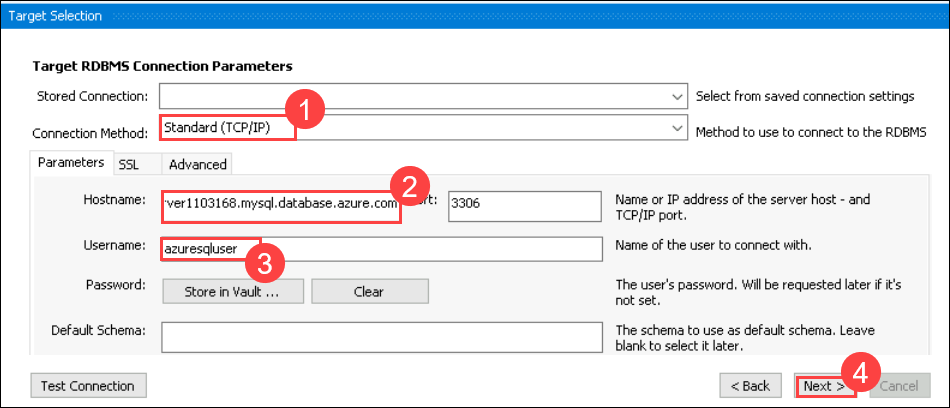 Target Selection
Target RDBMS Connection Parameters
Stored Connection: Select from saved connection settings
1
Connection Method: Standard (TCP/IP) Method to use to connect to the RDBMS
Parameters SSL Advanced
2
Hostname: ver1103168.mysql.database.azure.com rt: 3306 Name or IP address of the server host - and
TCP/IP port.
Username: azuresqluser Name of the user to connect with.
3
Password: Store in Vault ... Clear The user's password. Will be requested later if it's
not set.
Default Schema: The schema to use as default schema. Leave
blank to select it later.
4
Test Connection < Back Next > Cancel